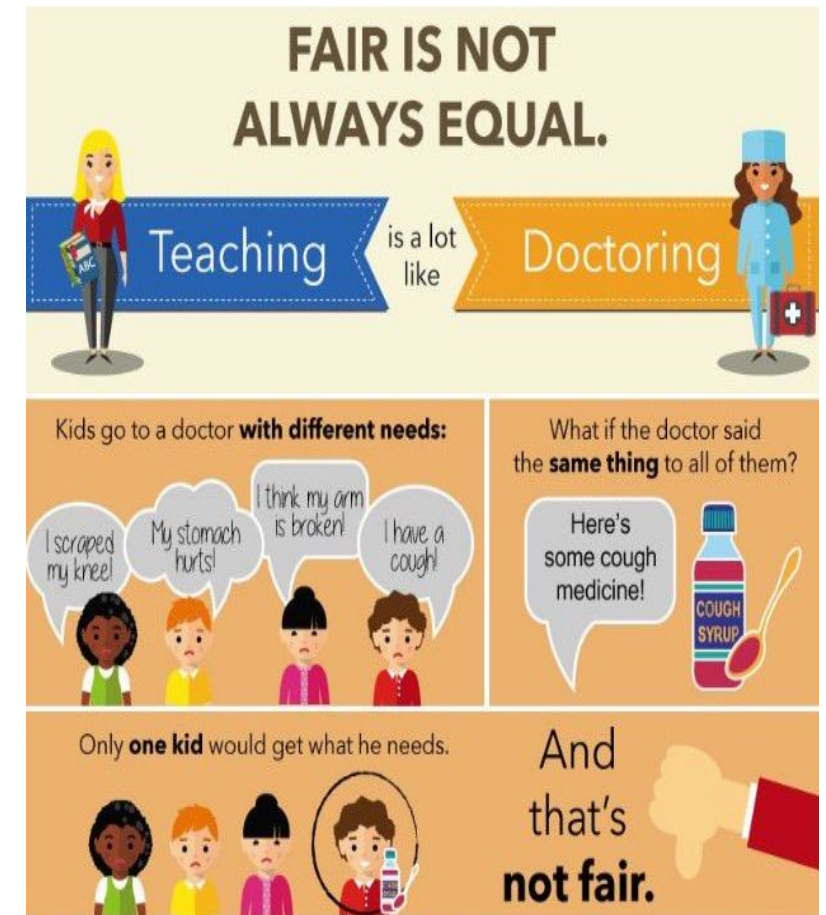 FAIR IS NOT
ALWAYS EQUAL.
Teaching
is a lot
like
Doctoring
ABC
Kids go to a doctor with different needs:
I scraped
my knee!
My stomach
hurts!
I think my arm
is broken!
I have a
cough!
What if the doctor said
the same thing to all of them?
Here's
some cough
medicine!
COUGH
SYRUP
Only one kid would get what he needs.
And
that's
not fair.